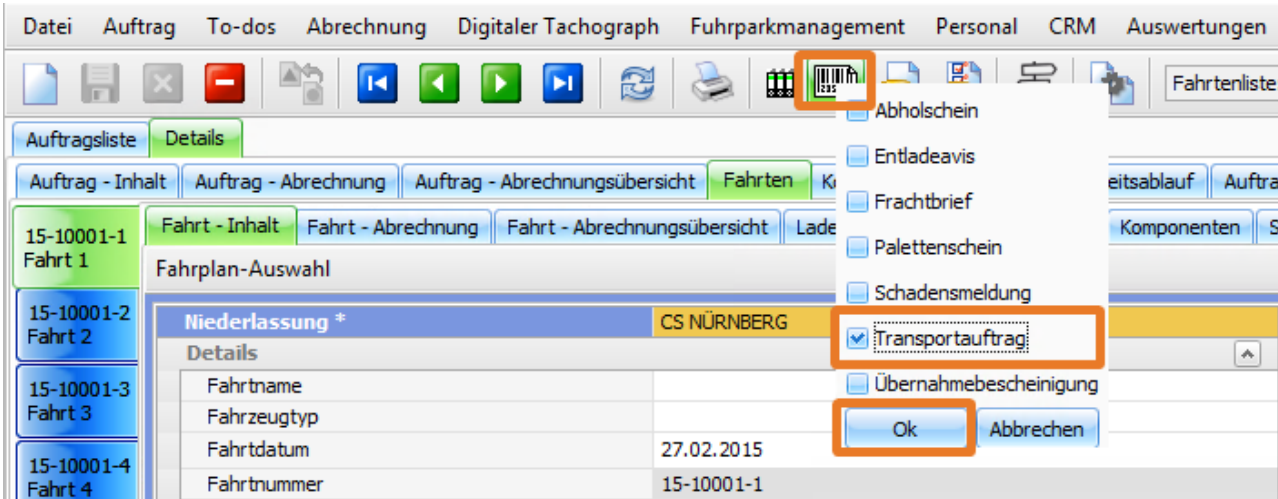 Datei Auftrag To-dos Abrechnung Digitaler Tachograph Fuhrparkmanagement Personal CRM Auswertungen
Fahrtenliste
Auftragsliste Details
Auftrag - Inhalt Auftrag - Abrechnung Auftrag - Abrechnungsübersicht Fahrten K eitsablauf Auftra
Fahrt - Inhalt Fahrt - Abrechnung Fahrt - Abrechnungsübersicht Lade Komponenten S
15-10001-1
Fahrt 1
15-10001-2
Fahrt 2
15-10001-3
Fahrt 3
15-10001-4
Fahrt 4
Fahrplan-Auswahl
Niederlassung * CS NÜRNBERG
Details
Fahrtname
Fahrzeugtyp
Fahrtdatum 27.02.2015
Fahrtnummer 15-10001-1
Abholschein
Entladeavis
Frachtbrief
Palettenschein
Schadensmeldung
Transportauftrag
Übernahmebescheinigung
Ok Abbrechen